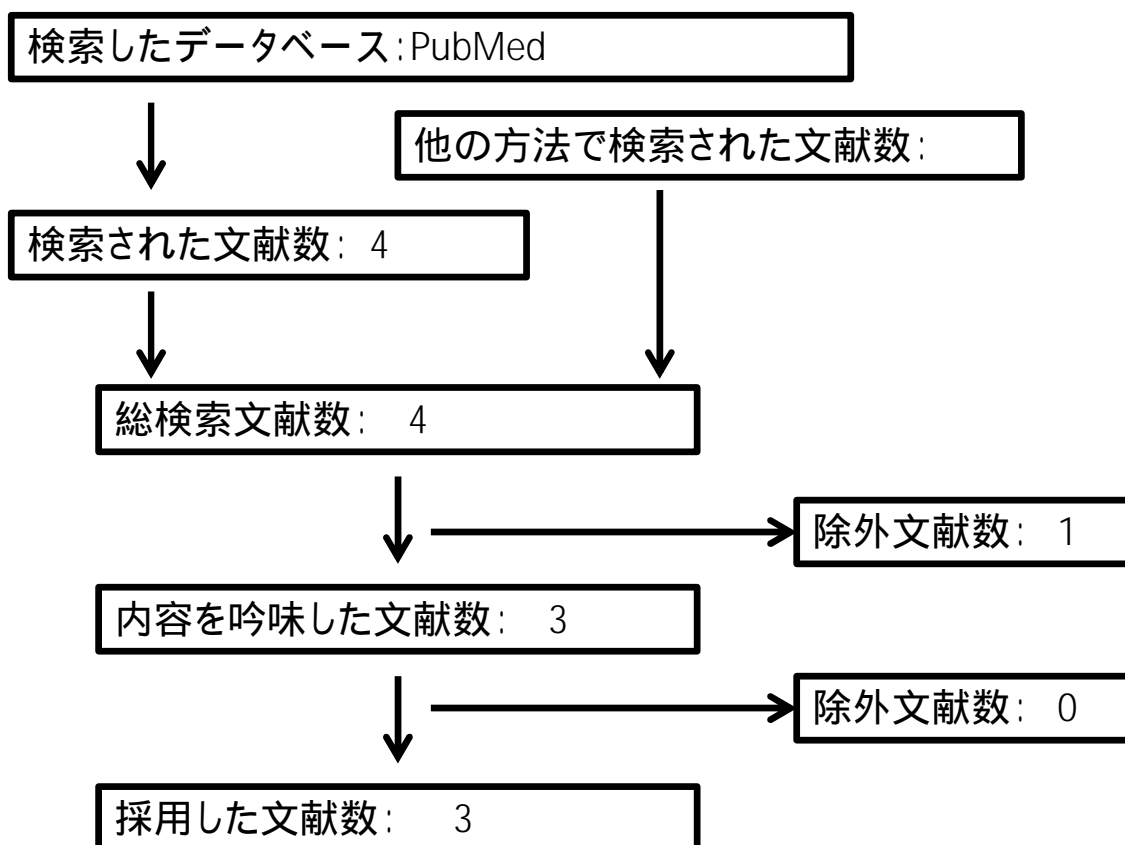 検索したデータベース:PubMed
他の方法で検索された文献数:
検索された文献数: 4
総検索文献数: 4
除外文献数: 1
内容を吟味した文献数: 3
除外文献数: 0
採用した文献数: 3